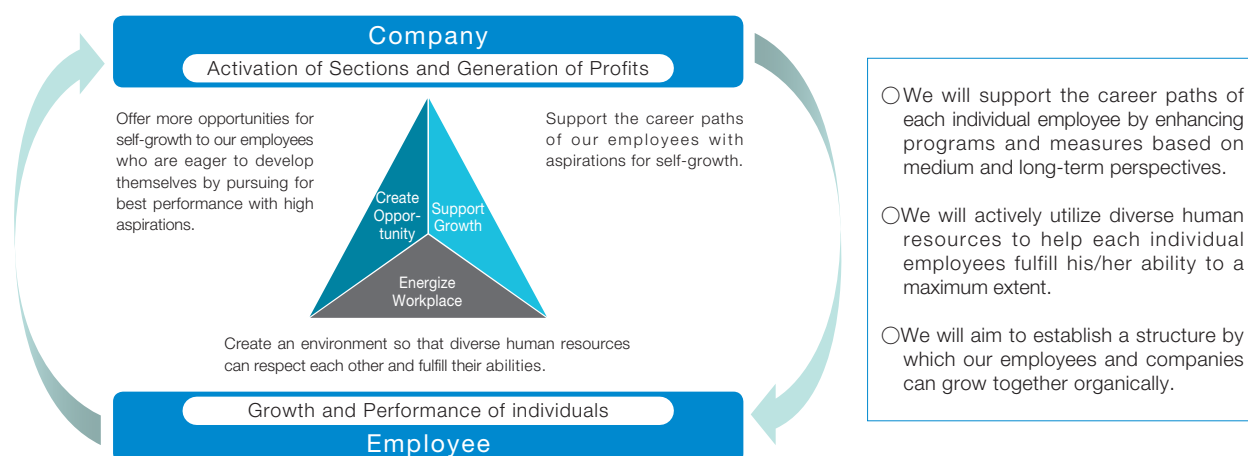 Company
Activation of Sections and Generation of Profits
Offer more opportunities for
self-growth to our employees
who are eager to develop
themselves by pursuing for
best performance with high
aspirations.
Support the career paths
of our employees with
aspirations for self-growth.
Create
Oppor-
tunity
Support
Growth
Energize
Workplace
Create an environment so that diverse human resources
can respect each other and fulfill their abilities.
Growth and Performance of individuals
Employee
○We will support the career paths of
each individual employee by enhancing
programs and measures based on
medium and long-term perspectives.
○We will actively utilize diverse human
resources to help each individual
employees fulfill his/her ability to a
maximum extent.
○We will aim to establish a structure by
which our employees and companies
can grow together organically.